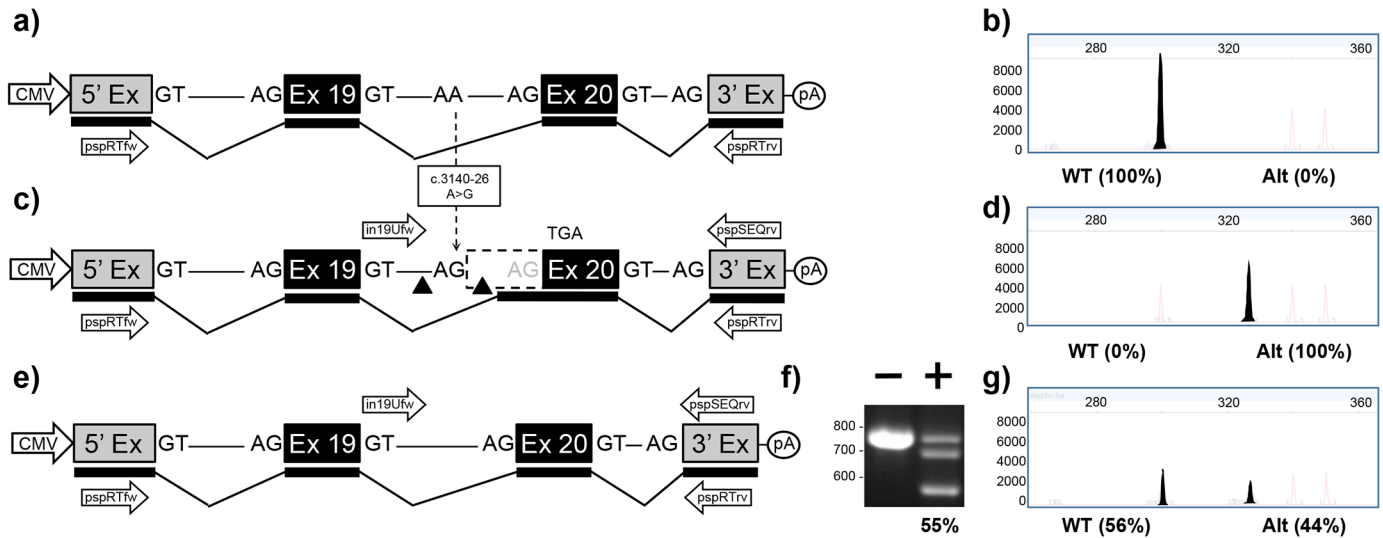 a)
CMV 5' Ex GT AG Ex 19 GT AA AG Ex 20 GT AG 3' Ex pA
pspRTfw pspRTrv
c.3140-26
A>G
b)
280 320 360
8000
6000
4000
2000
0
WT (100%) Alt (0%)
c)
in19Ufw TGA pspSEQrv
CMV 5' Ex GT AG Ex 19 GT AG AG Ex 20 GT AG 3' Ex pA
pspRTfw pspRTrv
d)
280 320 360
8000
6000
4000
2000
0
WT (0%) Alt (100%)
e)
in19Ufw pspSEQrv
CMV 5' Ex GT AG Ex 19 GT AG Ex 20 GT AG 3' Ex pA
pspRTfw pspRTrv
f)
− +
800 -
700 -
600 -
55%
g)
280 320 360
8000
6000
4000
2000
0
WT (56%) Alt (44%)